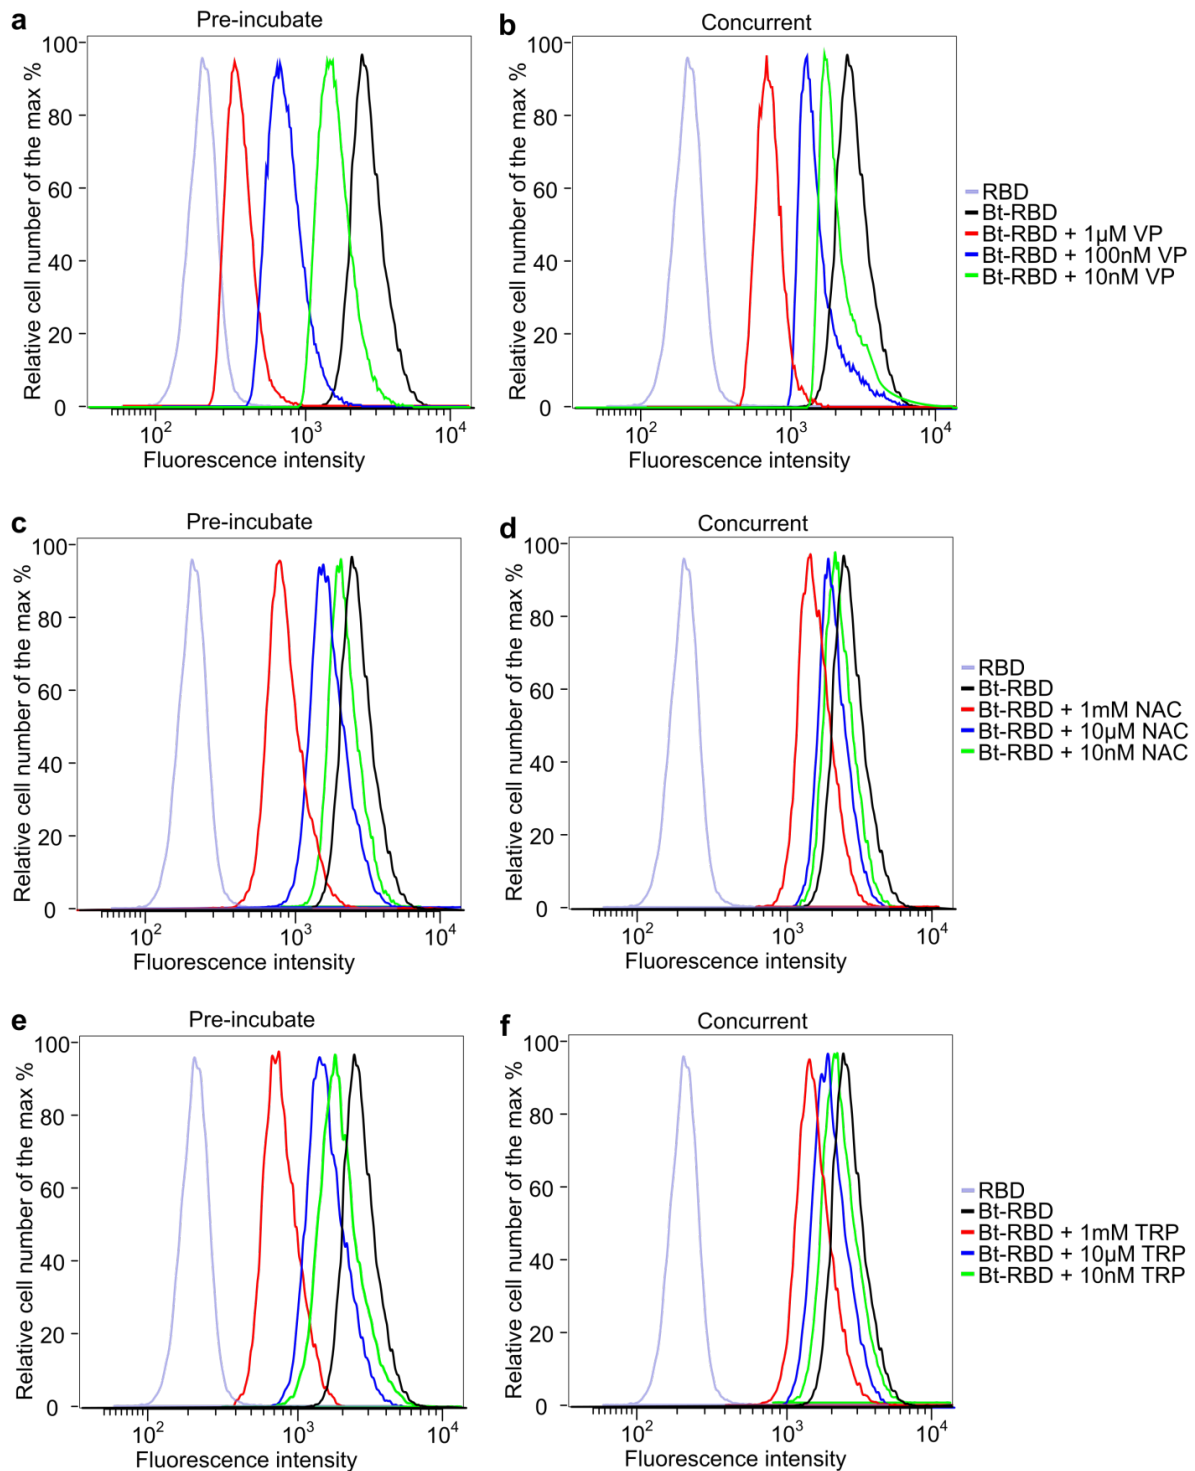 a
Pre-incubate
Relative cell number of the max %
100
80
60
40
20
0
10²
10³
10⁴
Fluorescence intensity
b
Concurrent
Relative cell number of the max %
100
80
60
40
20
0
10²
10³
10⁴
Fluorescence intensity
RBD
Bt-RBD
Bt-RBD + 1µM VP
Bt-RBD + 100nM VP
Bt-RBD + 10nM VP
c
Pre-incubate
Relative cell number of the max %
100
80
60
40
20
0
10²
10³
10⁴
Fluorescence intensity
d
Concurrent
Relative cell number of the max %
100
80
60
40
20
0
10²
10³
10⁴
Fluorescence intensity
RBD
Bt-RBD
Bt-RBD + 1mM NAC
Bt-RBD + 10µM NAC
Bt-RBD + 10nM NAC
e
Pre-incubate
Relative cell number of the max %
100
80
60
40
20
0
10²
10³
10⁴
Fluorescence intensity
f
Concurrent
Relative cell number of the max %
100
80
60
40
20
0
10²
10³
10⁴
Fluorescence intensity
RBD
Bt-RBD
Bt-RBD + 1mM TRP
Bt-RBD + 10µM TRP
Bt-RBD + 10nM TRP